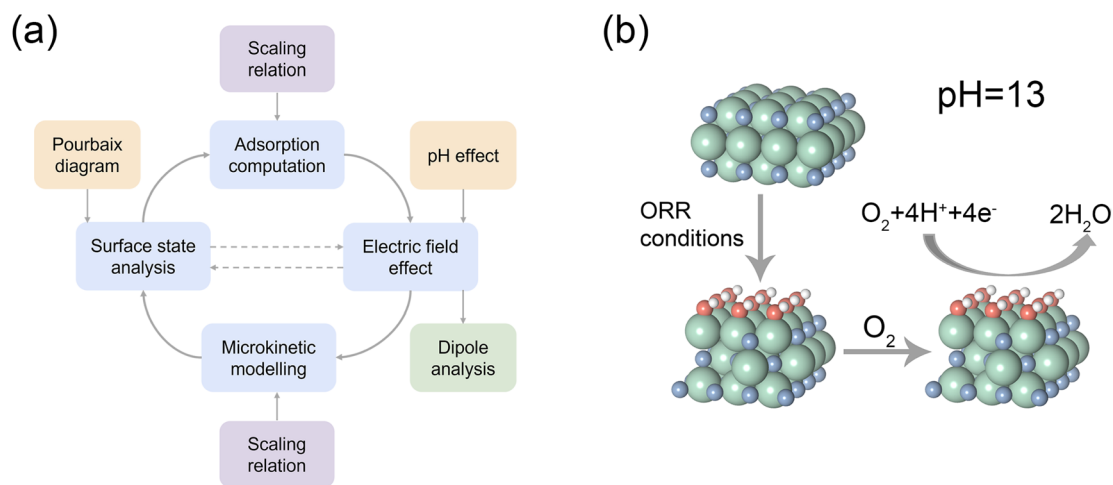 (a)
Scaling
relation
Pourbaix
diagram
Adsorption
computation
pH effect
Surface state
analysis
Electric field
effect
Microkinetic
modelling
Dipole
analysis
Scaling
relation
(b)
pH=13
ORR
conditions
O₂+4H⁺+4e⁻
2H₂O
O₂